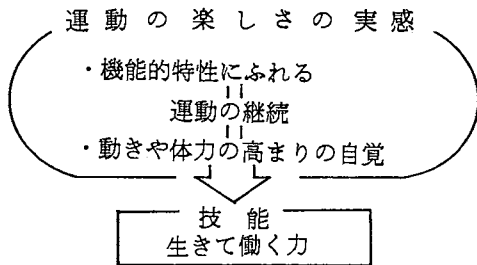 運動の楽しさの実感
・機能的特性にふれる
運動の継続
・動きや体力の高まりの自覚
技能
生きて働く力